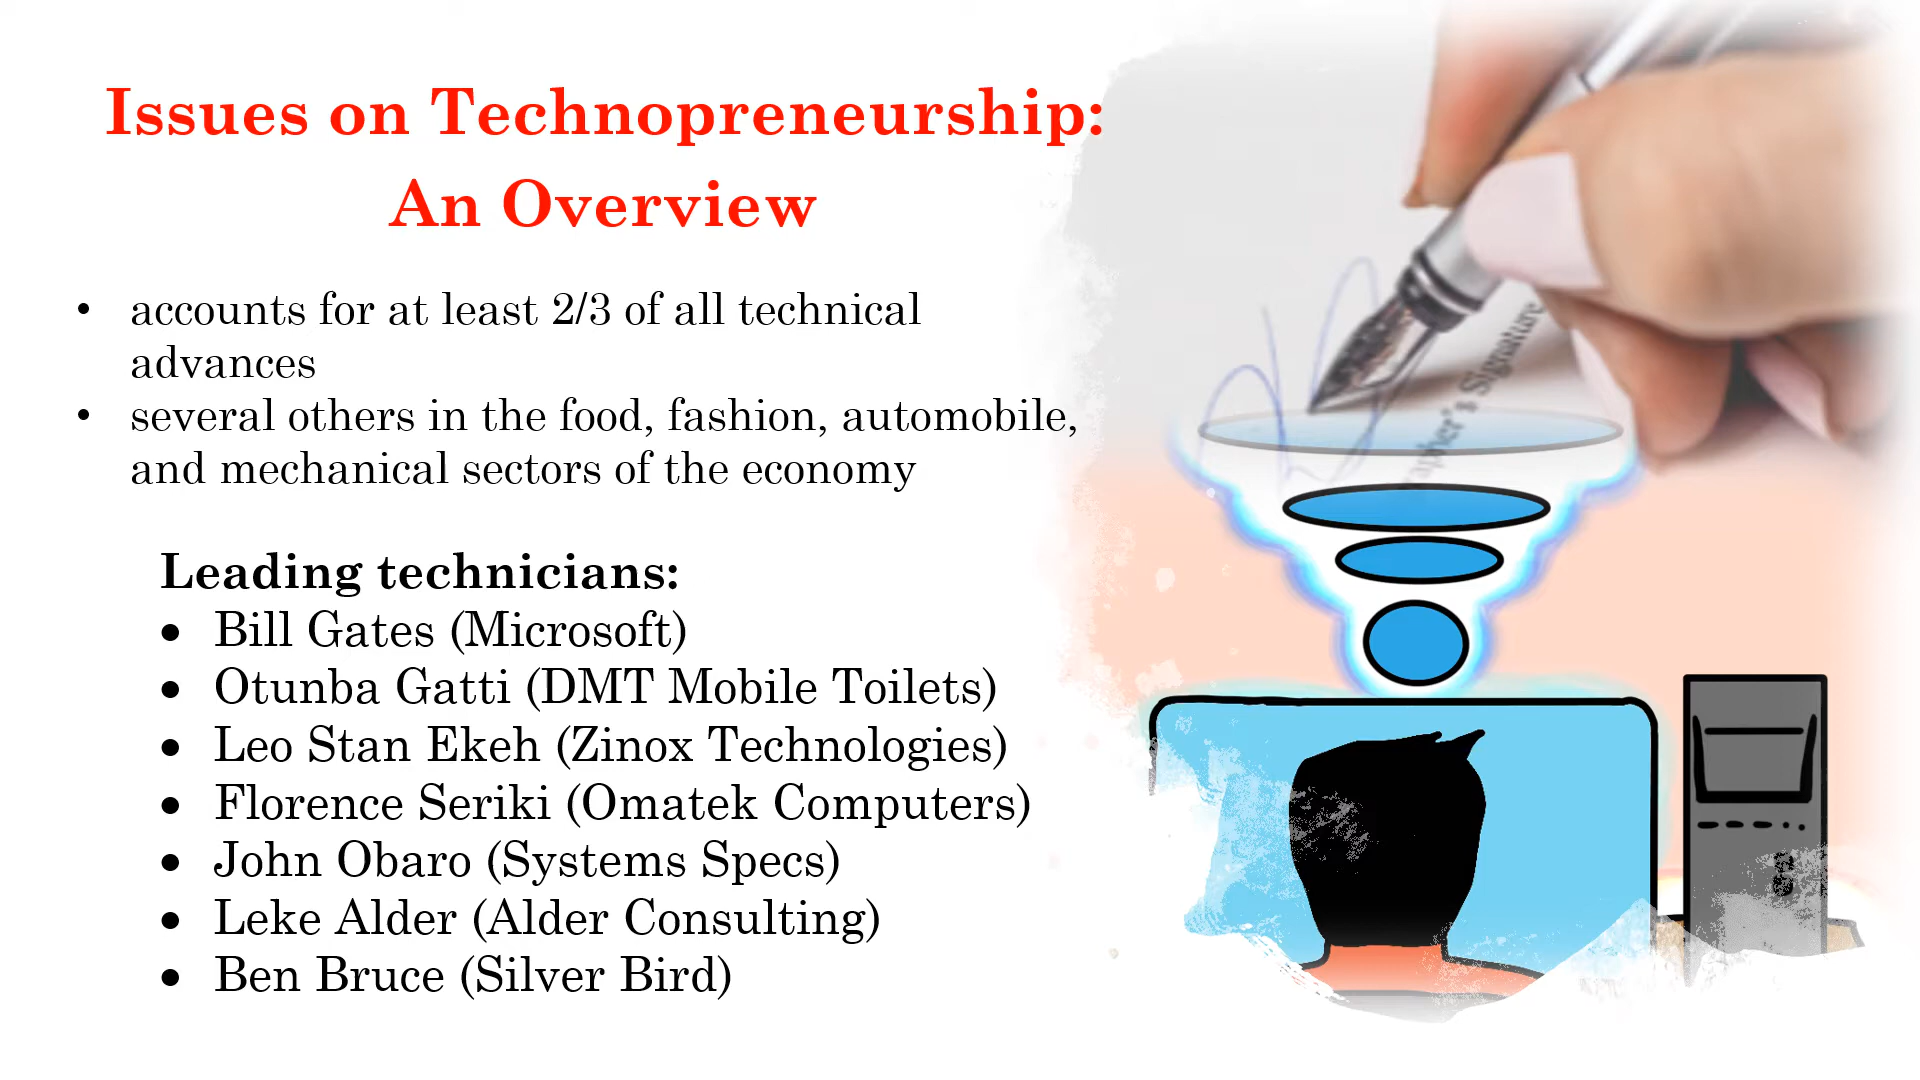 Issues on Technopreneurship:
An Overview
• accounts for at least 2/3 of all technical
advances
• several others in the food, fashion, automobile,
and mechanical sectors of the economy
Leading technicians:
• Bill Gates (Microsoft)
• Otunba Gatti (DMT Mobile Toilets)
• Leo Stan Ekeh (Zinox Technologies)
• Florence Seriki (Omatek Computers)
• John Obaro (Systems Specs)
• Leke Alder (Alder Consulting)
• Ben Bruce (Silver Bird)
Signature